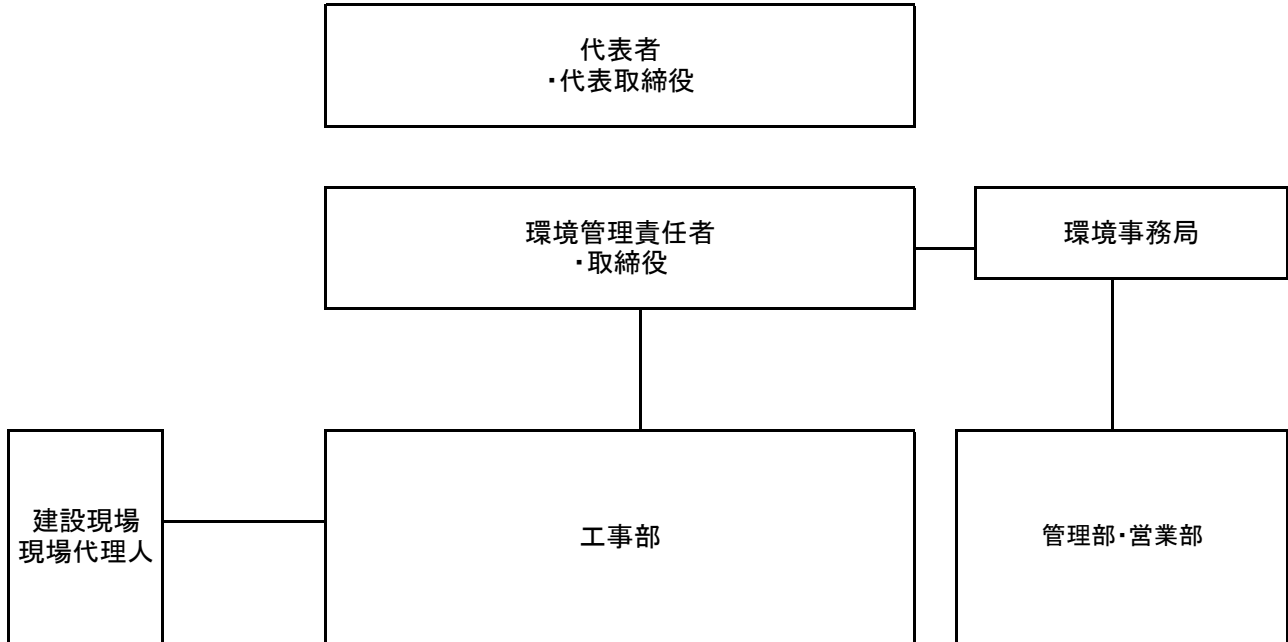 代表者
・代表取締役
環境管理責任者
・取締役
環境事務局
建設現場
現場代理人
工事部
管理部・営業部